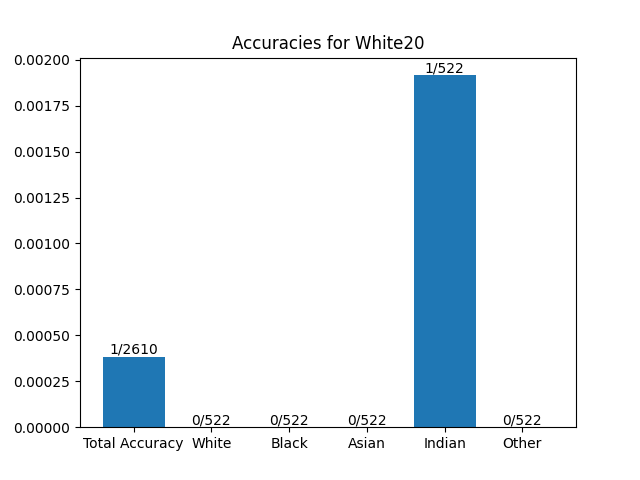 Accuracies for White20
0.00200
0.00175
0.00150
0.00125
0.00100
0.00075
0.00050
0.00025
0.00000
1/2610
0/522
0/522
0/522
1/522
0/522
Total Accuracy
White
Black
Asian
Indian
Other